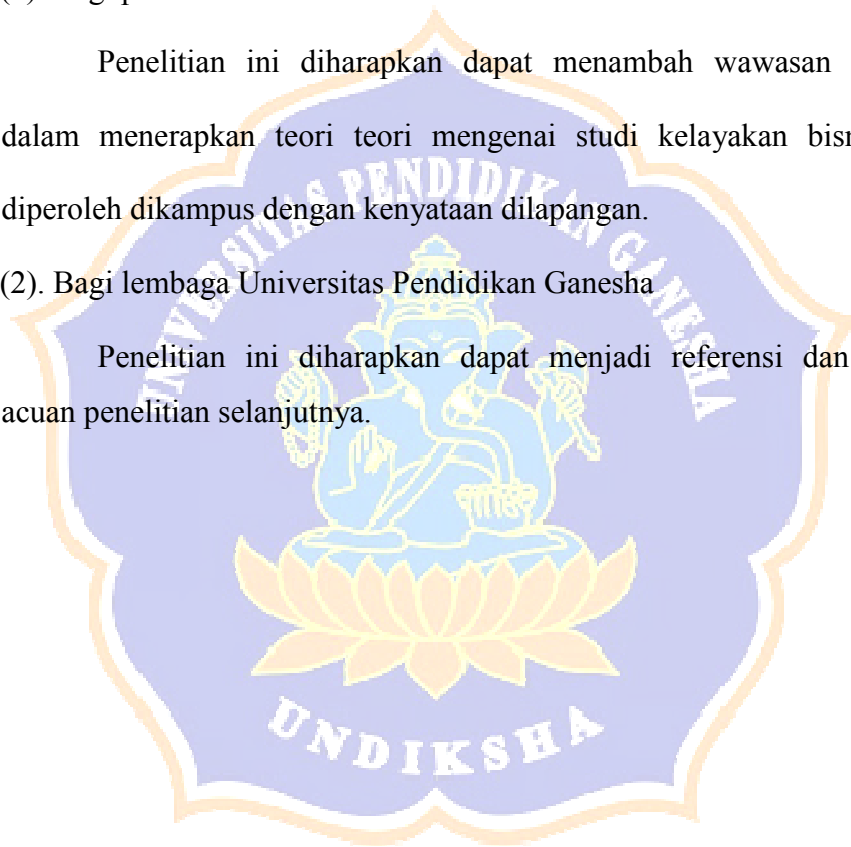 Penelitian ini diharapkan dapat menambah wawasan
dalam menerapkan teori teori mengenai studi kelayakan
diperoleh dikampus dengan kenyataan dilapangan.
(2). Bagi lembaga Universitas Pendidikan Ganesha
Penelitian ini diharapkan dapat menjadi referensi dan
acuan penelitian selanjutnya.
UNIVERSITAS PENDIDIKAN GANESHA
UNDIKSHA